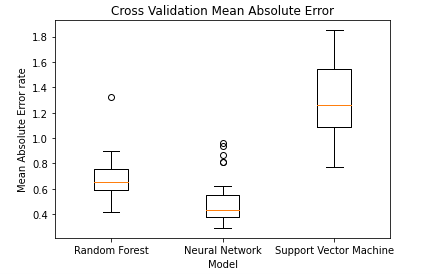 Cross Validation Mean Absolute Error
Mean Absolute Error rate
1.8
1.6
1.4
1.2
1.0
0.8
0.6
0.4
Random Forest
Neural Network
Support Vector Machine
Model